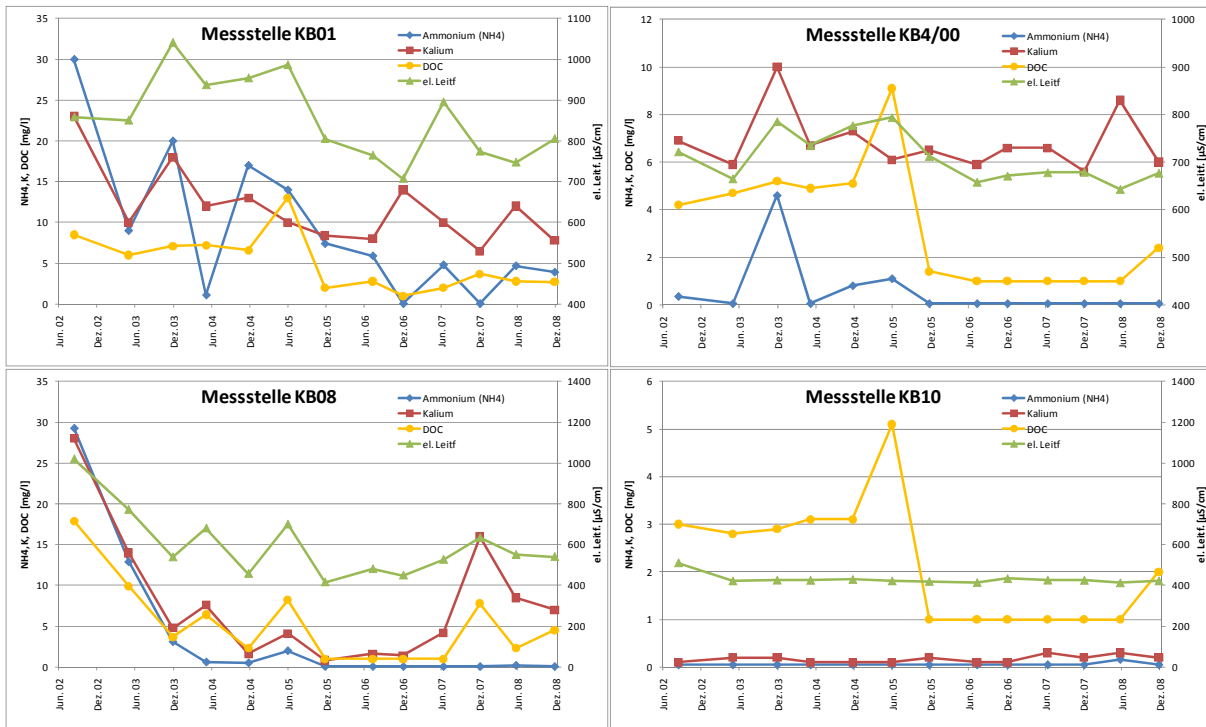 Messstelle KB01
Ammonium (NH4)
Kalium
DOC
el. Leitf
NH4, K, DOC [mg/l]
35
30
25
20
15
10
5
0
el. Leitf. [µS/cm]
1100
1000
900
800
700
600
500
400
Jun. 02
Dez. 02
Jun. 03
Dez. 03
Jun. 04
Dez. 04
Jun. 05
Dez. 05
Jun. 06
Dez. 06
Jun. 07
Dez. 07
Jun. 08
Dez. 08
Messstelle KB4/00
Ammonium (NH4)
Kalium
DOC
el. Leitf
NH4, K, DOC [mg/l]
12
10
8
6
4
2
0
el. Leitf. [µS/cm]
1000
900
800
700
600
500
400
Jun. 02
Dez. 02
Jun. 03
Dez. 03
Jun. 04
Dez. 04
Jun. 05
Dez. 05
Jun. 06
Dez. 06
Jun. 07
Dez. 07
Jun. 08
Dez. 08
Messstelle KB08
Ammonium (NH4)
Kalium
DOC
el. Leitf
NH4,K, DOC [mg/l]
35
30
25
20
15
10
5
0
el. Leitf. [µS/cm]
1400
1200
1000
800
600
400
200
0
Jun. 02
Dez. 02
Jun. 03
Dez. 03
Jun. 04
Dez. 04
Jun. 05
Dez. 05
Jun. 06
Dez. 06
Jun. 07
Dez. 07
Jun. 08
Dez. 08
Messstelle KB10
Ammonium (NH4)
Kalium
DOC
el. Leitf
NH4,K, DOC [mg/l]
6
5
4
3
2
1
0
el. Leitf. [µS/cm]
1400
1200
1000
800
600
400
200
0
Jun. 02
Dez. 02
Jun. 03
Dez. 03
Jun. 04
Dez. 04
Jun. 05
Dez. 05
Jun. 06
Dez. 06
Jun. 07
Dez. 07
Jun. 08
Dez. 08